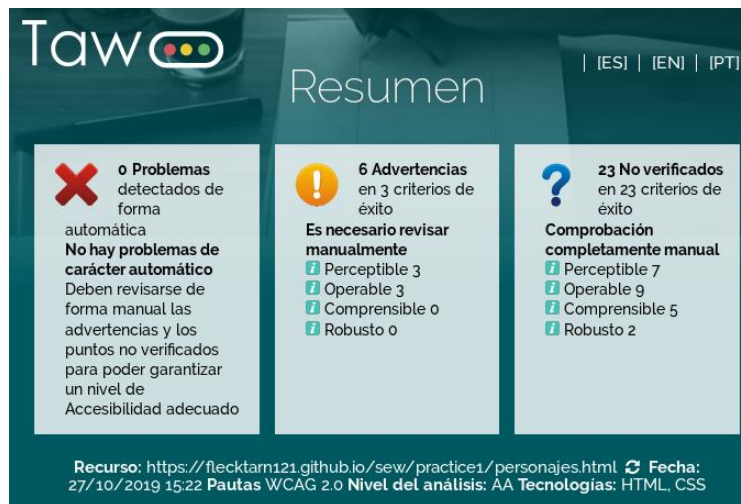 Taw
| [ES] | [EN] | [PT]
Resumen
0 Problemas
detectados de
forma
automática
No hay problemas de
carácter automático
Deben revisarse de
forma manual las
advertencias y los
puntos no verificados
para poder garantizar
un nivel de
Accesibilidad adecuado
6 Advertencias
en 3 criterios de
éxito
Es necesario revisar
manualmente
Perceptible 3
Operable 3
Comprensible 0
Robusto 0
23 No verificados
en 23 criterios de
éxito
Comprobación
completamente manual
Perceptible 7
Operable 9
Comprensible 5
Robusto 2
Recurso: https://flecktarn121.github.io/sew/practice1/personajes.html Fecha:
27/10/2019 15:22 Pautas WCAG 2.0 Nivel del análisis: AA Tecnologías: HTML, CSS